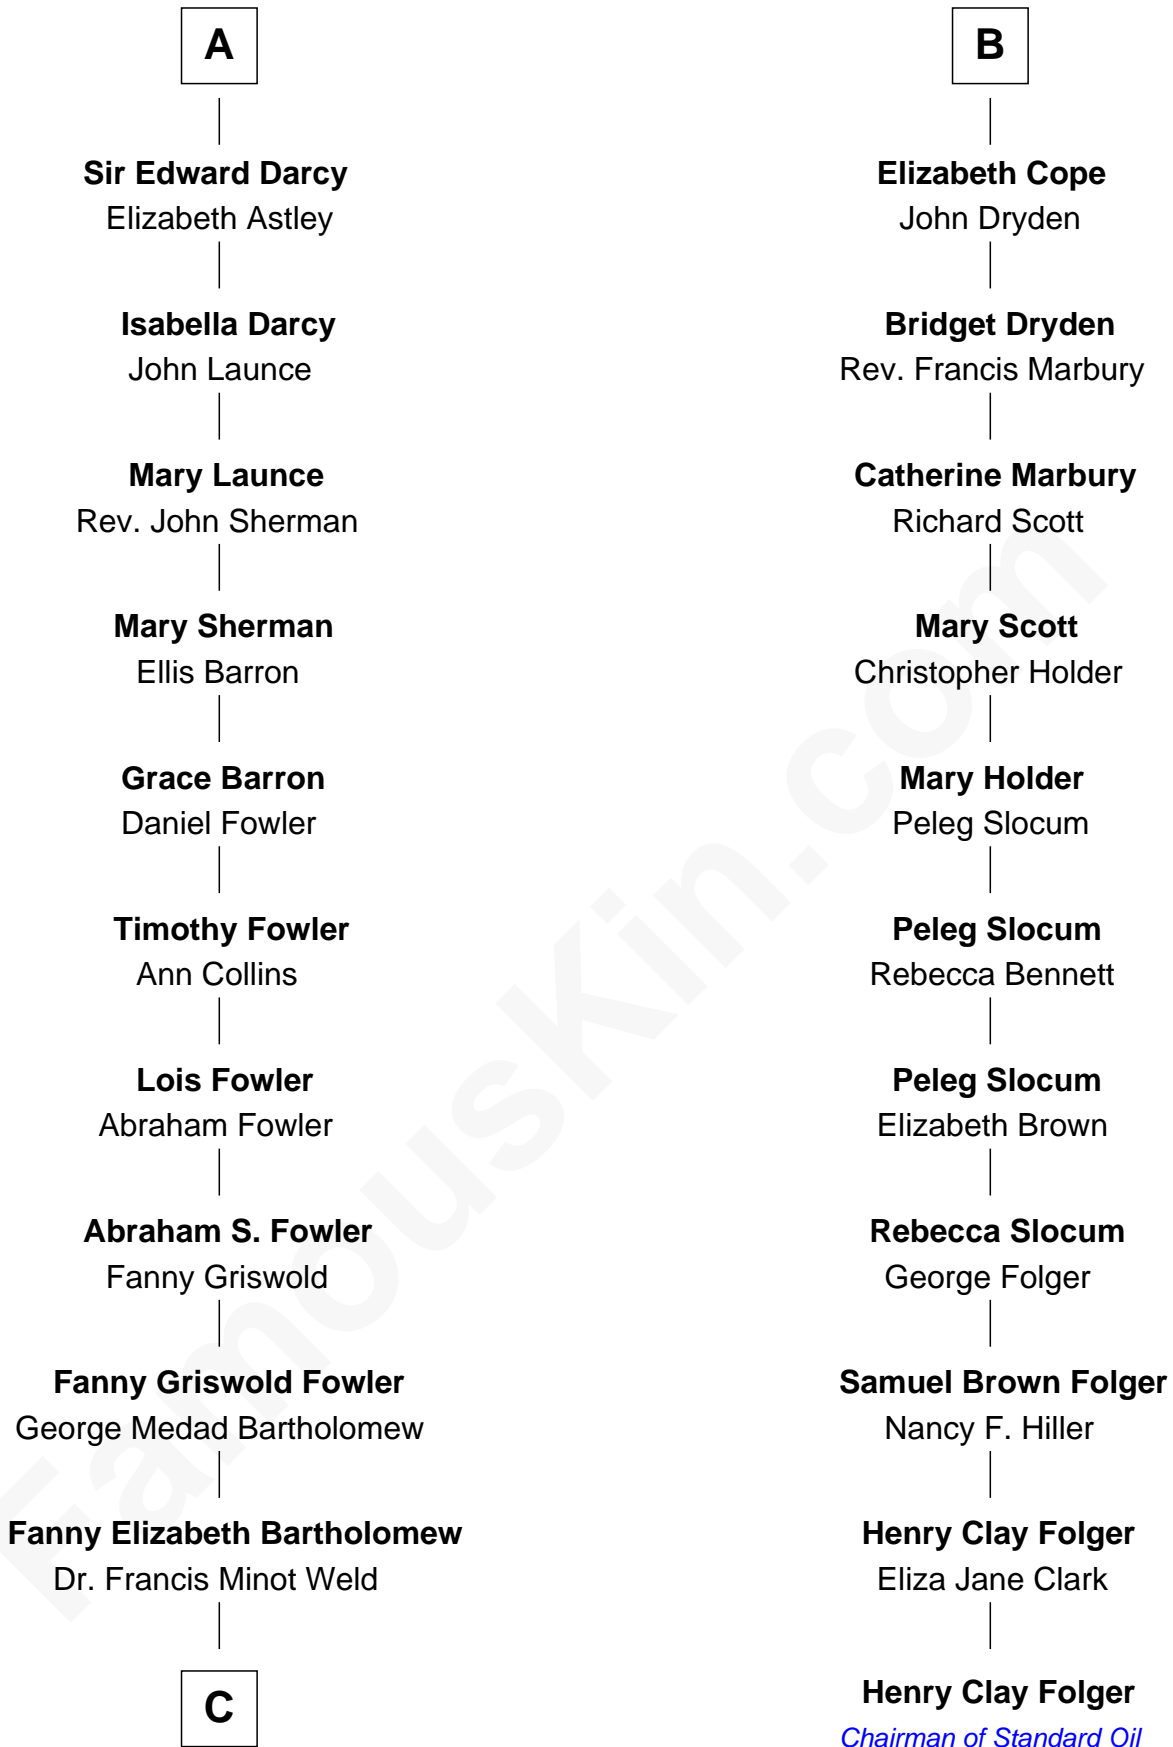 A
Sir Edward Darcy
Elizabeth Astley
Isabella Darcy
John Launce
Mary Launce
Rev. John Sherman
Mary Sherman
Ellis Barron
Grace Barron
Daniel Fowler
Timothy Fowler
Ann Collins
Lois Fowler
Abraham Fowler
Abraham S. Fowler
Fanny Griswold
Fanny Griswold Fowler
George Medad Bartholomew
Fanny Elizabeth Bartholomew
Dr. Francis Minot Weld
C
B
Elizabeth Cope
John Dryden
Bridget Dryden
Rev. Francis Marbury
Catherine Marbury
Richard Scott
Mary Scott
Christopher Holder
Mary Holder
Peleg Slocum
Peleg Slocum
Rebecca Bennett
Peleg Slocum
Elizabeth Brown
Rebecca Slocum
George Folger
Samuel Brown Folger
Nancy F. Hiller
Henry Clay Folger
Eliza Jane Clark
Henry Clay Folger
Chairman of Standard Oil
FamousKin.com